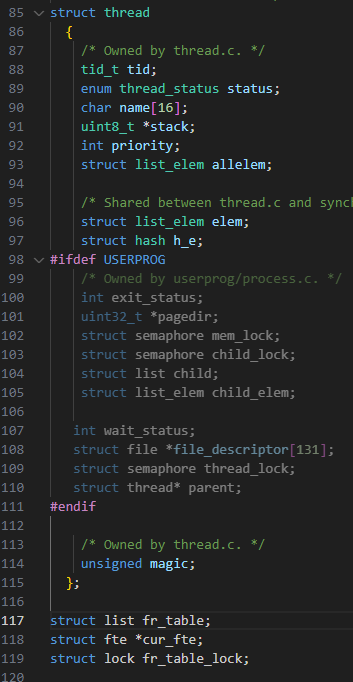 85 struct thread
86 {
87 /* Owned by thread.c. */
88 tid_t tid;
89 enum thread_status status;
90 char name[16];
91 uint8_t *stack;
92 int priority;
93 struct list_elem allelem;
94
95 /* Shared between thread.c and
96 struct list_elem elem;
97 struct hash h_e;
98 #ifdef USERPROG
99 /* Owned by userprog/process.c. */
100 int exit_status;
101 uint32_t *pagedir;
102 struct semaphore mem_lock;
103 struct semaphore child_lock;
104 struct list child;
105 struct list_elem child_elem;
106
107 int wait_status;
108 struct file *file_descriptor[131];
109 struct semaphore thread_lock;
110 struct thread* parent;
111 #endif
112
113 /* Owned by thread.c. */
114 unsigned magic;
115 };
116
117 struct list fr_table;
118 struct fte *cur_fte;
119 struct lock fr_table_lock;
120